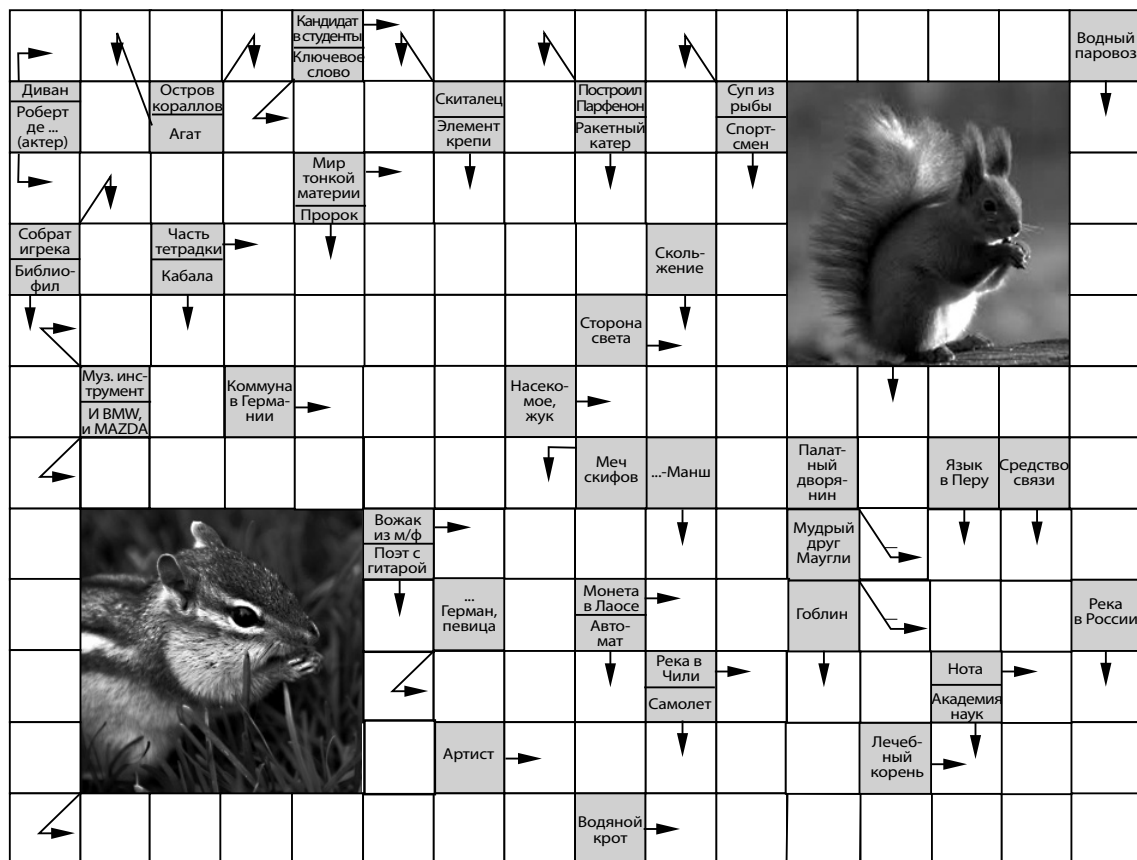 Кандидат
в студенты
Ключевое
слово
Водный
паровоз
Диван
Роберт
де ...
(актер)
Остров
кораллов
Агат
Скиталец
Элемент
крепи
Построил
Парфенон
Ракетный
катер
Суп из
рыбы
Спорт-
смен
Мир
тонкой
материи
Пророк
Собрат
игрека
Библио-
фил
Часть
тетрадки
Кабала
Сколь-
жение
Сторона
света
Муз. инс-
трумент
И BMW,
и MAZDA
Коммуна
в Герма-
нии
Насеко-
мое,
жук
Меч
скифов
...-Манш
Палат-
ный
дворя-
нин
Язык
в Перу
Средство
связи
Вожак
из м/ф
Поэт с
гитарой
Мудрый
друг
Маугли
...
Герман,
певица
Монета
в Лаосе
Авто-
мат
Гоблин
Река
в России
Река в
Чили
Самолет
Нота
Академия
наук
Артист
Лечеб-
ный
корень
Водяной
крот